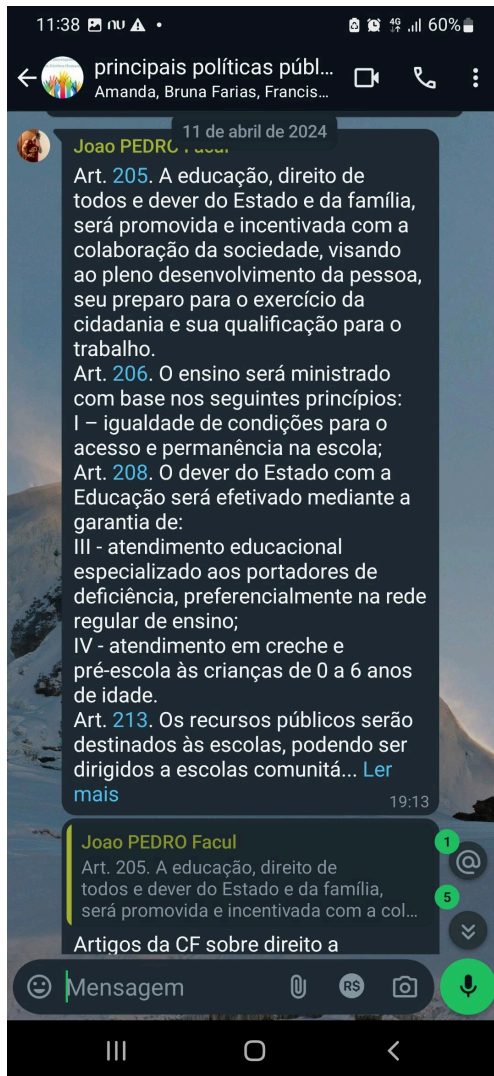 11:38
4G
60%
principais políticas públ...
Amanda, Bruna Farias, Francis...
11 de abril de 2024
Joao PEDRO
Art. 205. A educação, direito de
todos e dever do Estado e da família,
será promovida e incentivada com a
colaboração da sociedade, visando
ao pleno desenvolvimento da pessoa,
seu preparo para o exercício da
cidadania e sua qualificação para o
trabalho.
Art. 206. O ensino será ministrado
com base nos seguintes princípios:
I – igualdade de condições para o
acesso e permanência na escola;
Art. 208. O dever do Estado com a
Educação será efetivado mediante a
garantia de:
III - atendimento educacional
especializado aos portadores de
deficiência, preferencialmente na rede
regular de ensino;
IV - atendimento em creche e
pré-escola às crianças de 0 a 6 anos
de idade.
Art. 213. Os recursos públicos serão
destinados às escolas, podendo ser
dirigidos a escolas comunitá... Ler
mais
19:13
Joao PEDRO Facul
Art. 205. A educação, direito de
todos e dever do Estado e da família,
será promovida e incentivada com a col...
Artigos da CF sobre direito a
1
@
5
Mensagem
R$